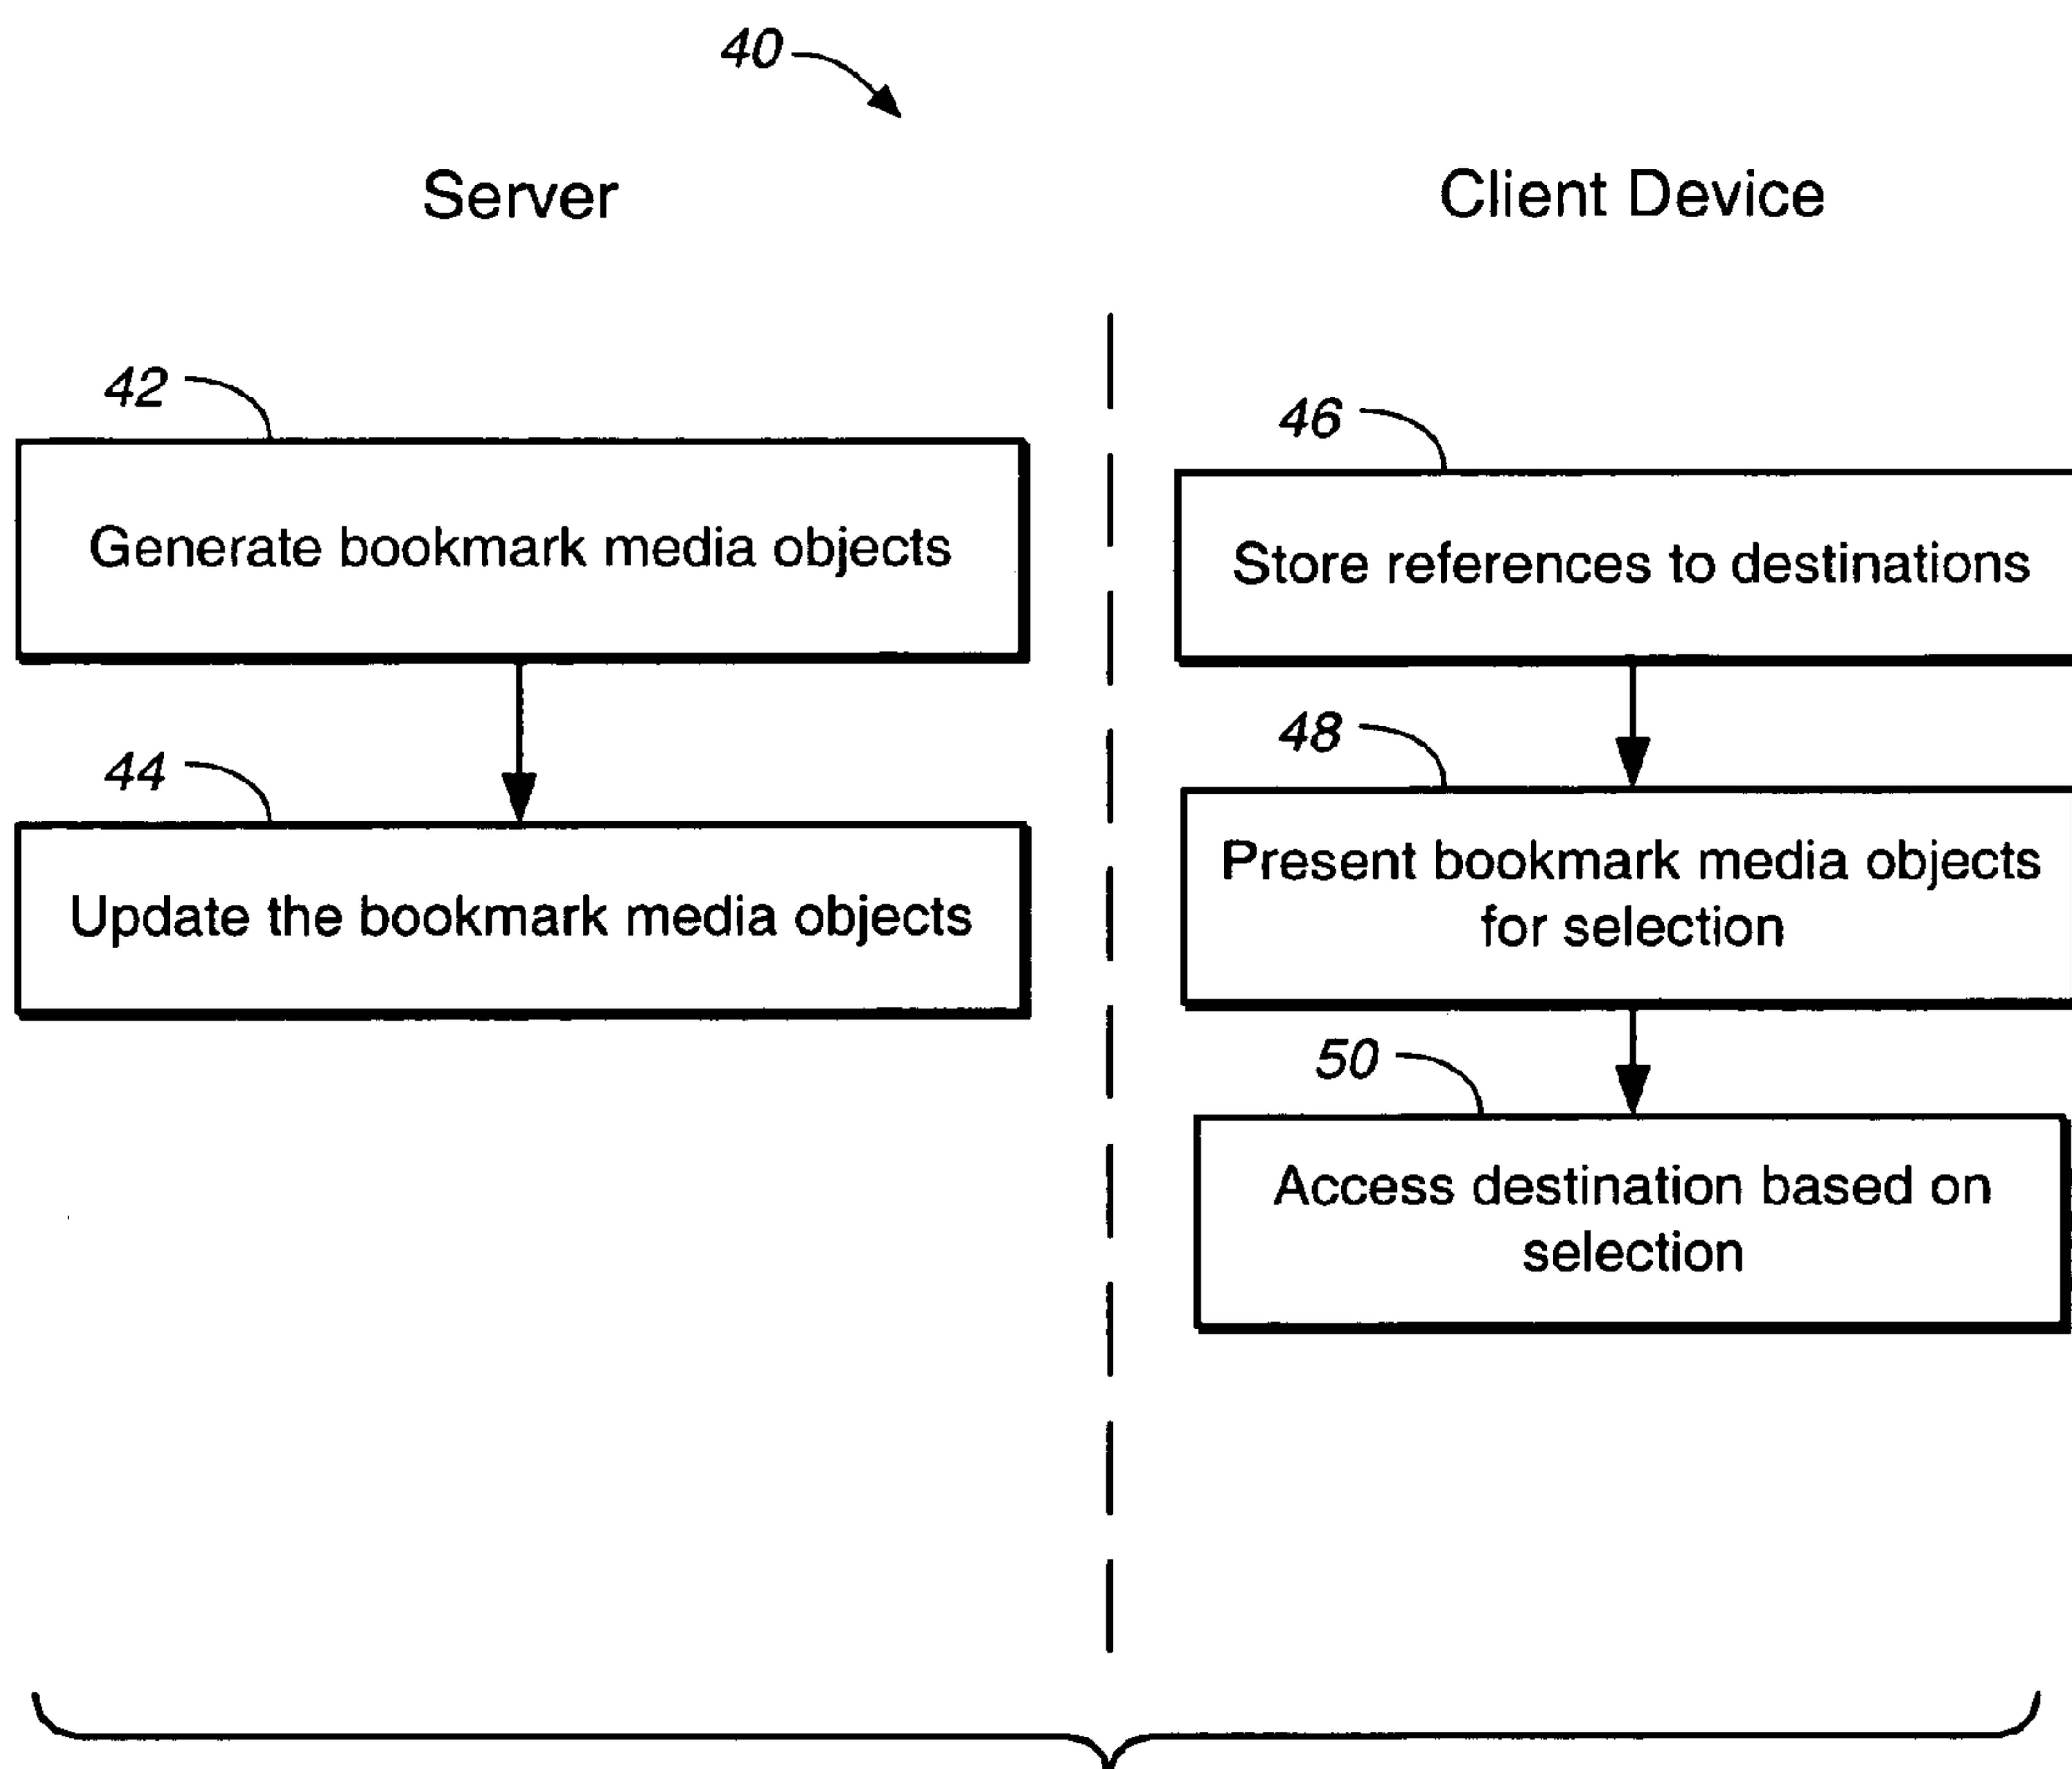 40
Server
Client Device
42
Generate bookmark media objects
44
Update the bookmark media objects
46
Store references to destinations
48
Present bookmark media objects
for selection
50
Access destination based on
selection